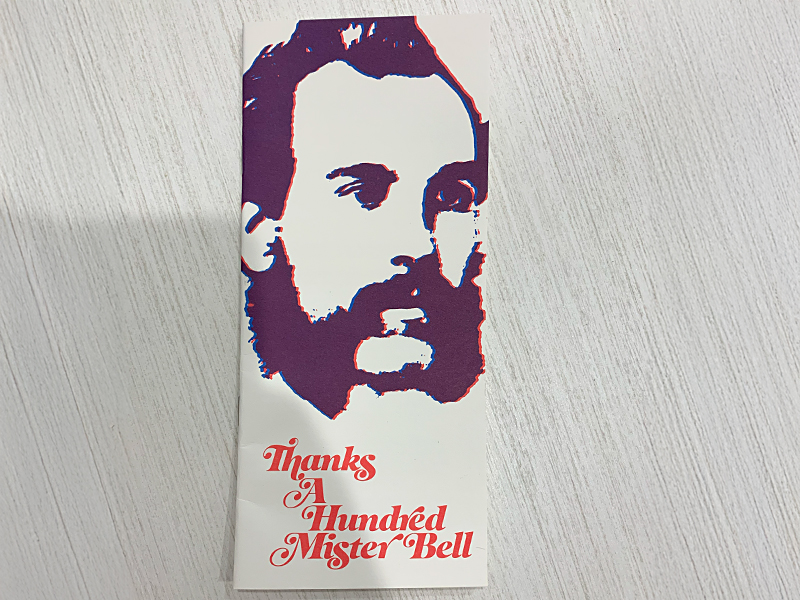 Thanks
A
Hundred
Mister Bell